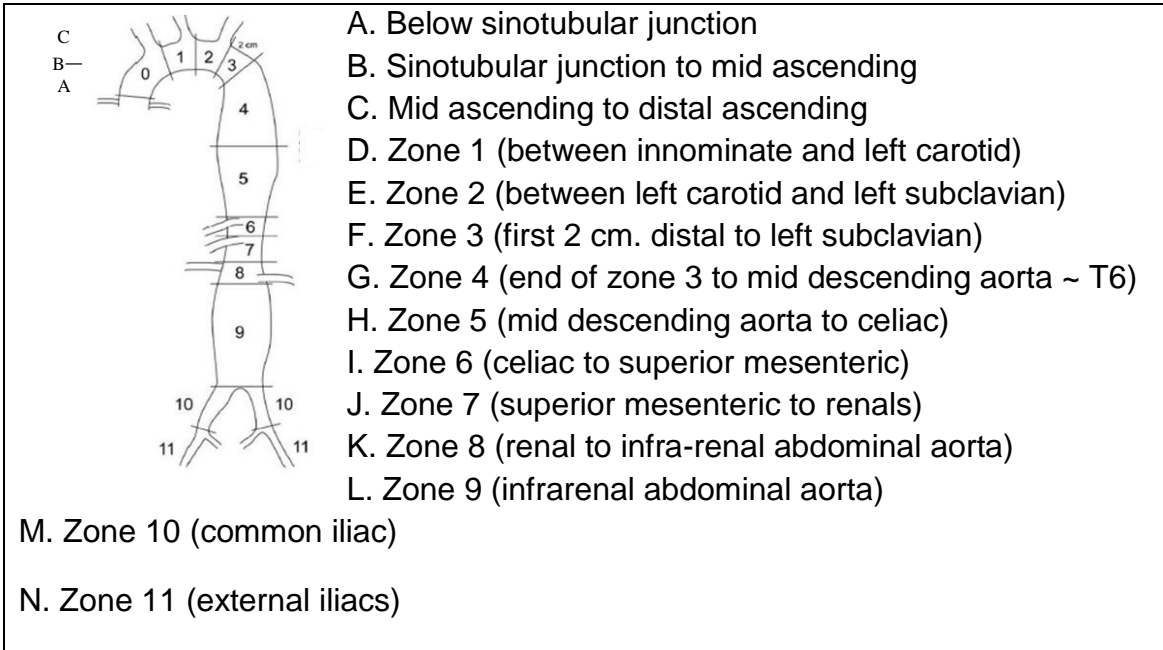 C
B—
A
0
1
2
2 cm
3
4
5
6
7
8
9
10
10
11
11
A. Below sinotubular junction
B. Sinotubular junction to mid ascending
C. Mid ascending to distal ascending
D. Zone 1 (between innominate and left carotid)
E. Zone 2 (between left carotid and left subclavian)
F. Zone 3 (first 2 cm. distal to left subclavian)
G. Zone 4 (end of zone 3 to mid descending aorta ~ T6)
H. Zone 5 (mid descending aorta to celiac)
I. Zone 6 (celiac to superior mesenteric)
J. Zone 7 (superior mesenteric to renals)
K. Zone 8 (renal to infra-renal abdominal aorta)
L. Zone 9 (infrarenal abdominal aorta)
M. Zone 10 (common iliac)
N. Zone 11 (external iliacs)